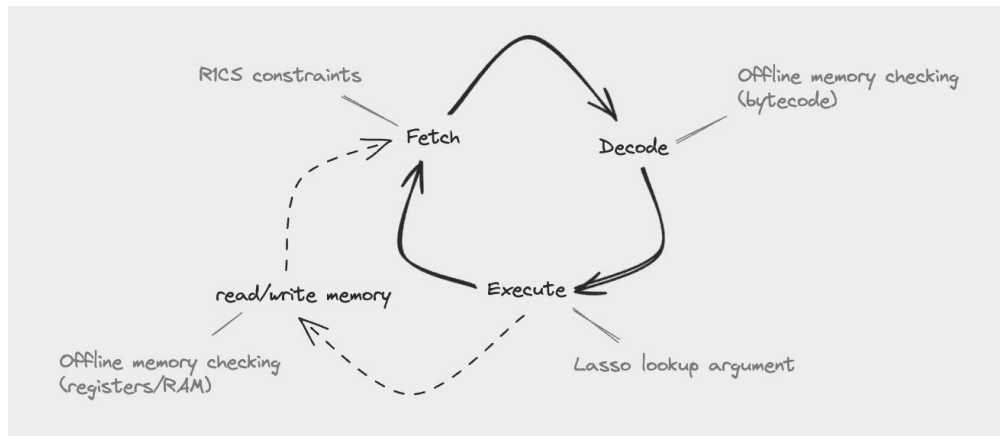 R1CS constraints
Offline memory checking
(bytecode)
Fetch
Decode
read/write memory
Execute
Offline memory checking
(registers/RAM)
Lasso lookup argument